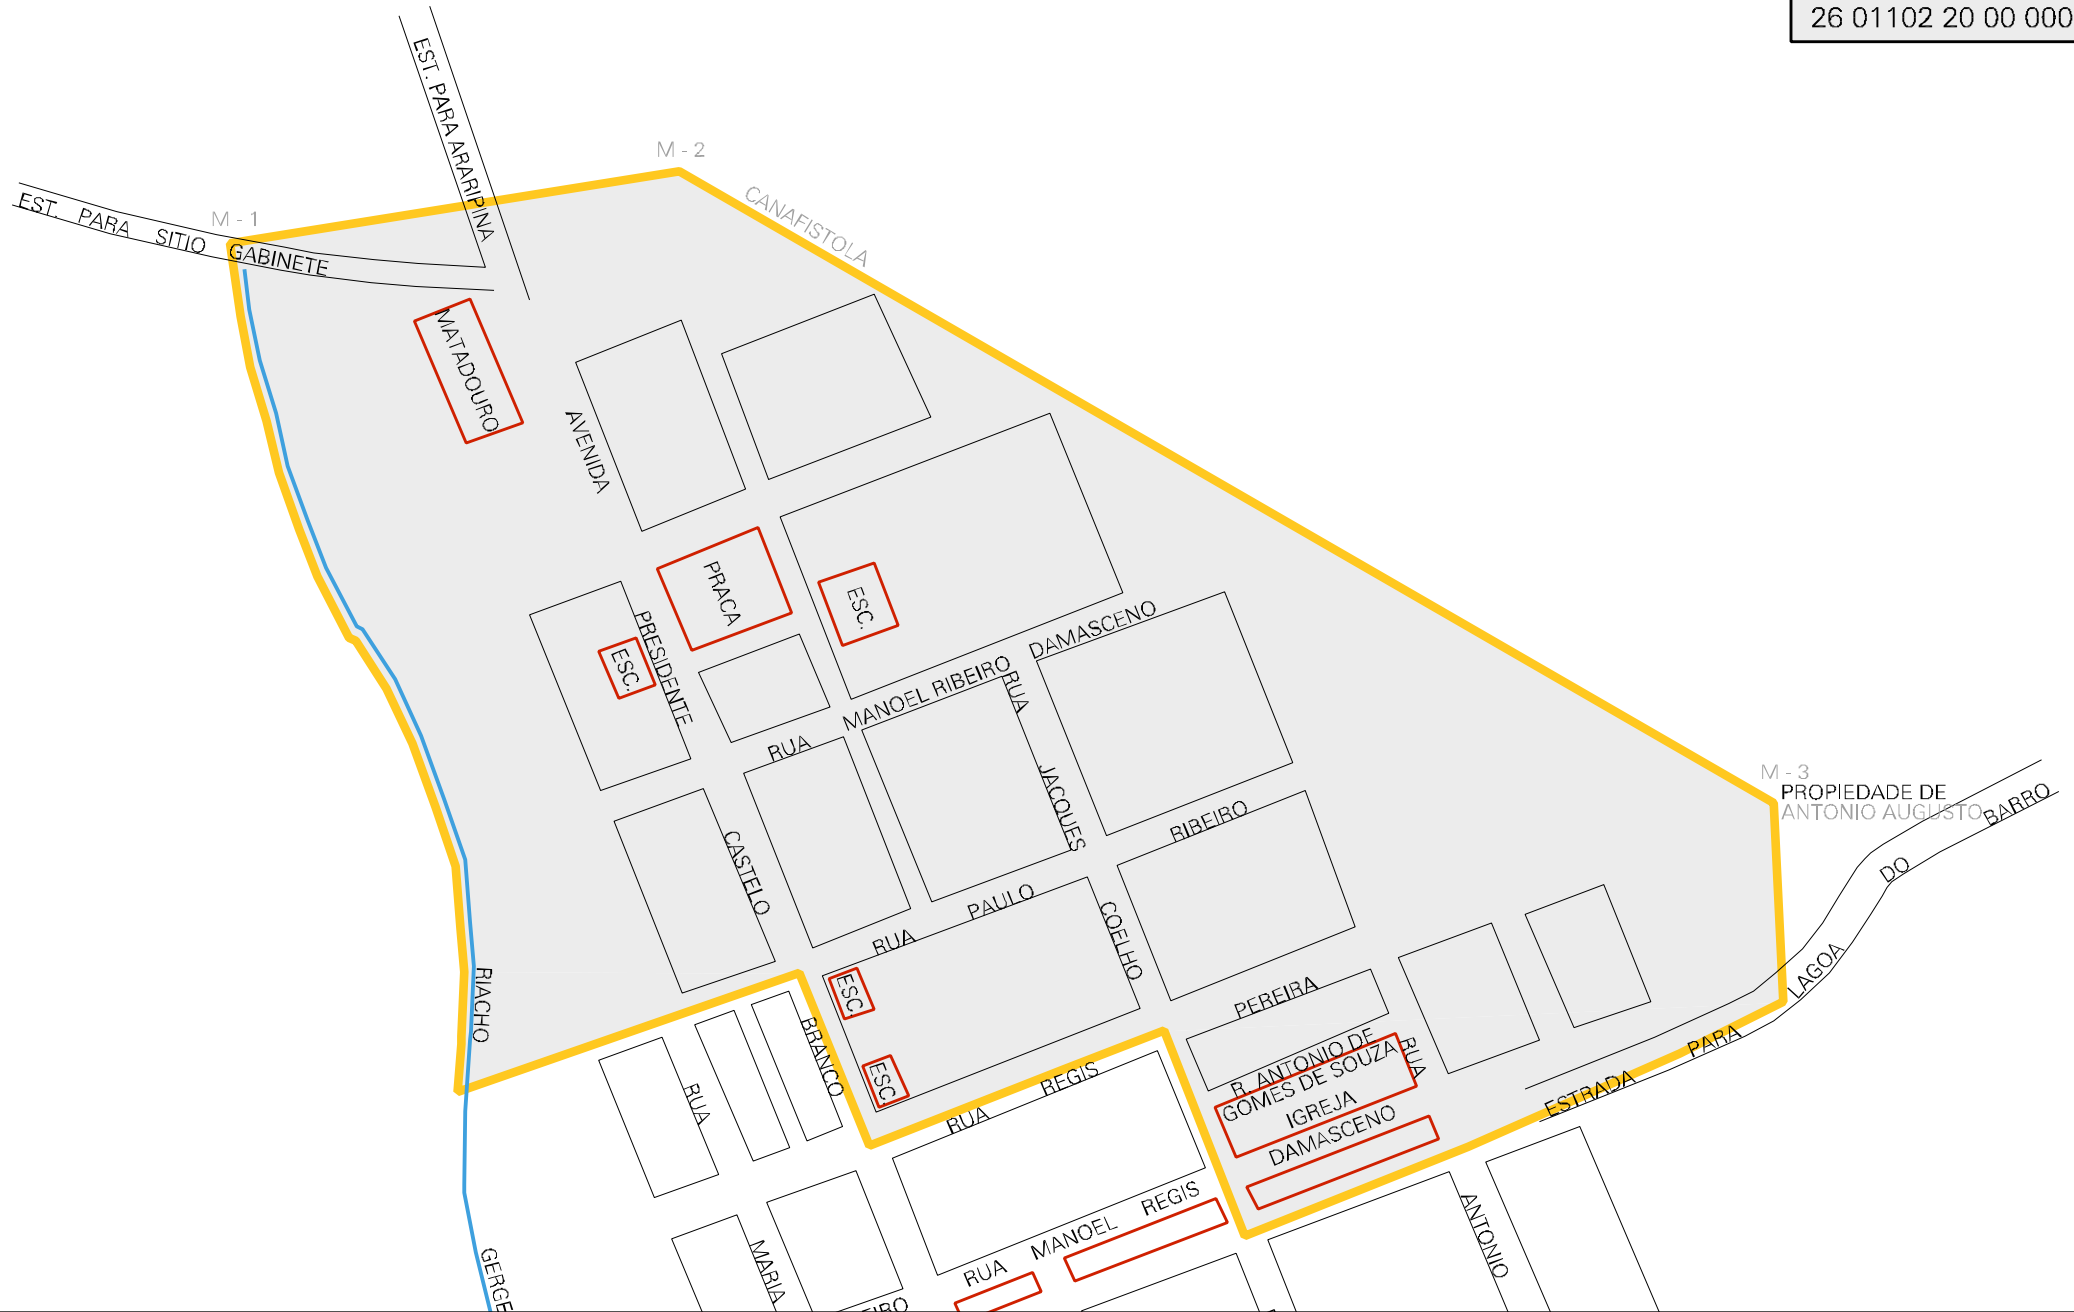 26 01102 20 00 000
EST. PARA ARARIPINA
M - 2
CANAFISTOLA
M - 1
EST. PARA SITIO GABINETE
MATADOURO
AVENIDA
PRACA
ESC.
PRESIDENTE
ESC.
DAMASCENO
MANOEL RIBEIRO
RUA
RUA
JACQUES
M - 3
PROPIEDADE DE
ANTONIO AUGUSTO
BARRO
DO
LAGOA
PARA
ESTRADA
RIBEIRO
CASTELO
PAULO
RUA
COELHO
ESC.
RIACHO
PEREIRA
BRANCO
R. ANTONIO DE
GOMES DE SOUZA
RUA
IGREJA
DAMASCENO
ESC.
REGIS
RUA
RUA
REGIS
MANOEL
RUA
ANTONIO
MARIA
GERGE